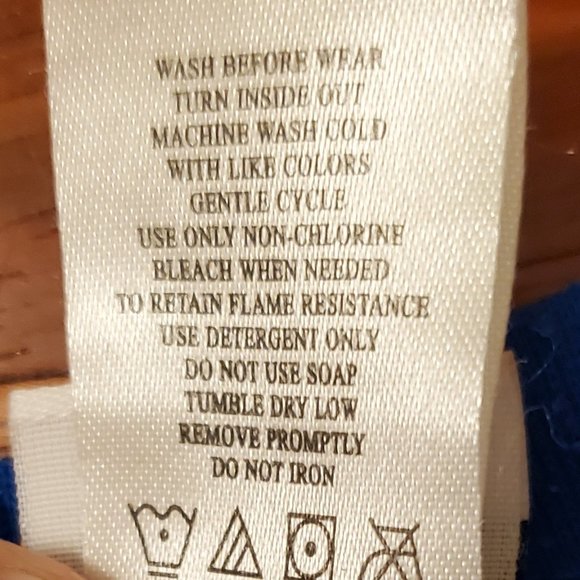 WASH BEFORE WEAR
TURN INSIDE OUT
MACHINE WASH COLD
WITH LIKE COLORS
GENTLE CYCLE
USE ONLY NON-CHLORINE
BLEACH WHEN NEEDED
TO RETAIN FLAME RESISTANCE
USE DETERGENT ONLY
DO NOT USE SOAP
TUMBLE DRY LOW
REMOVE PROMPTLY
DO NOT IRON